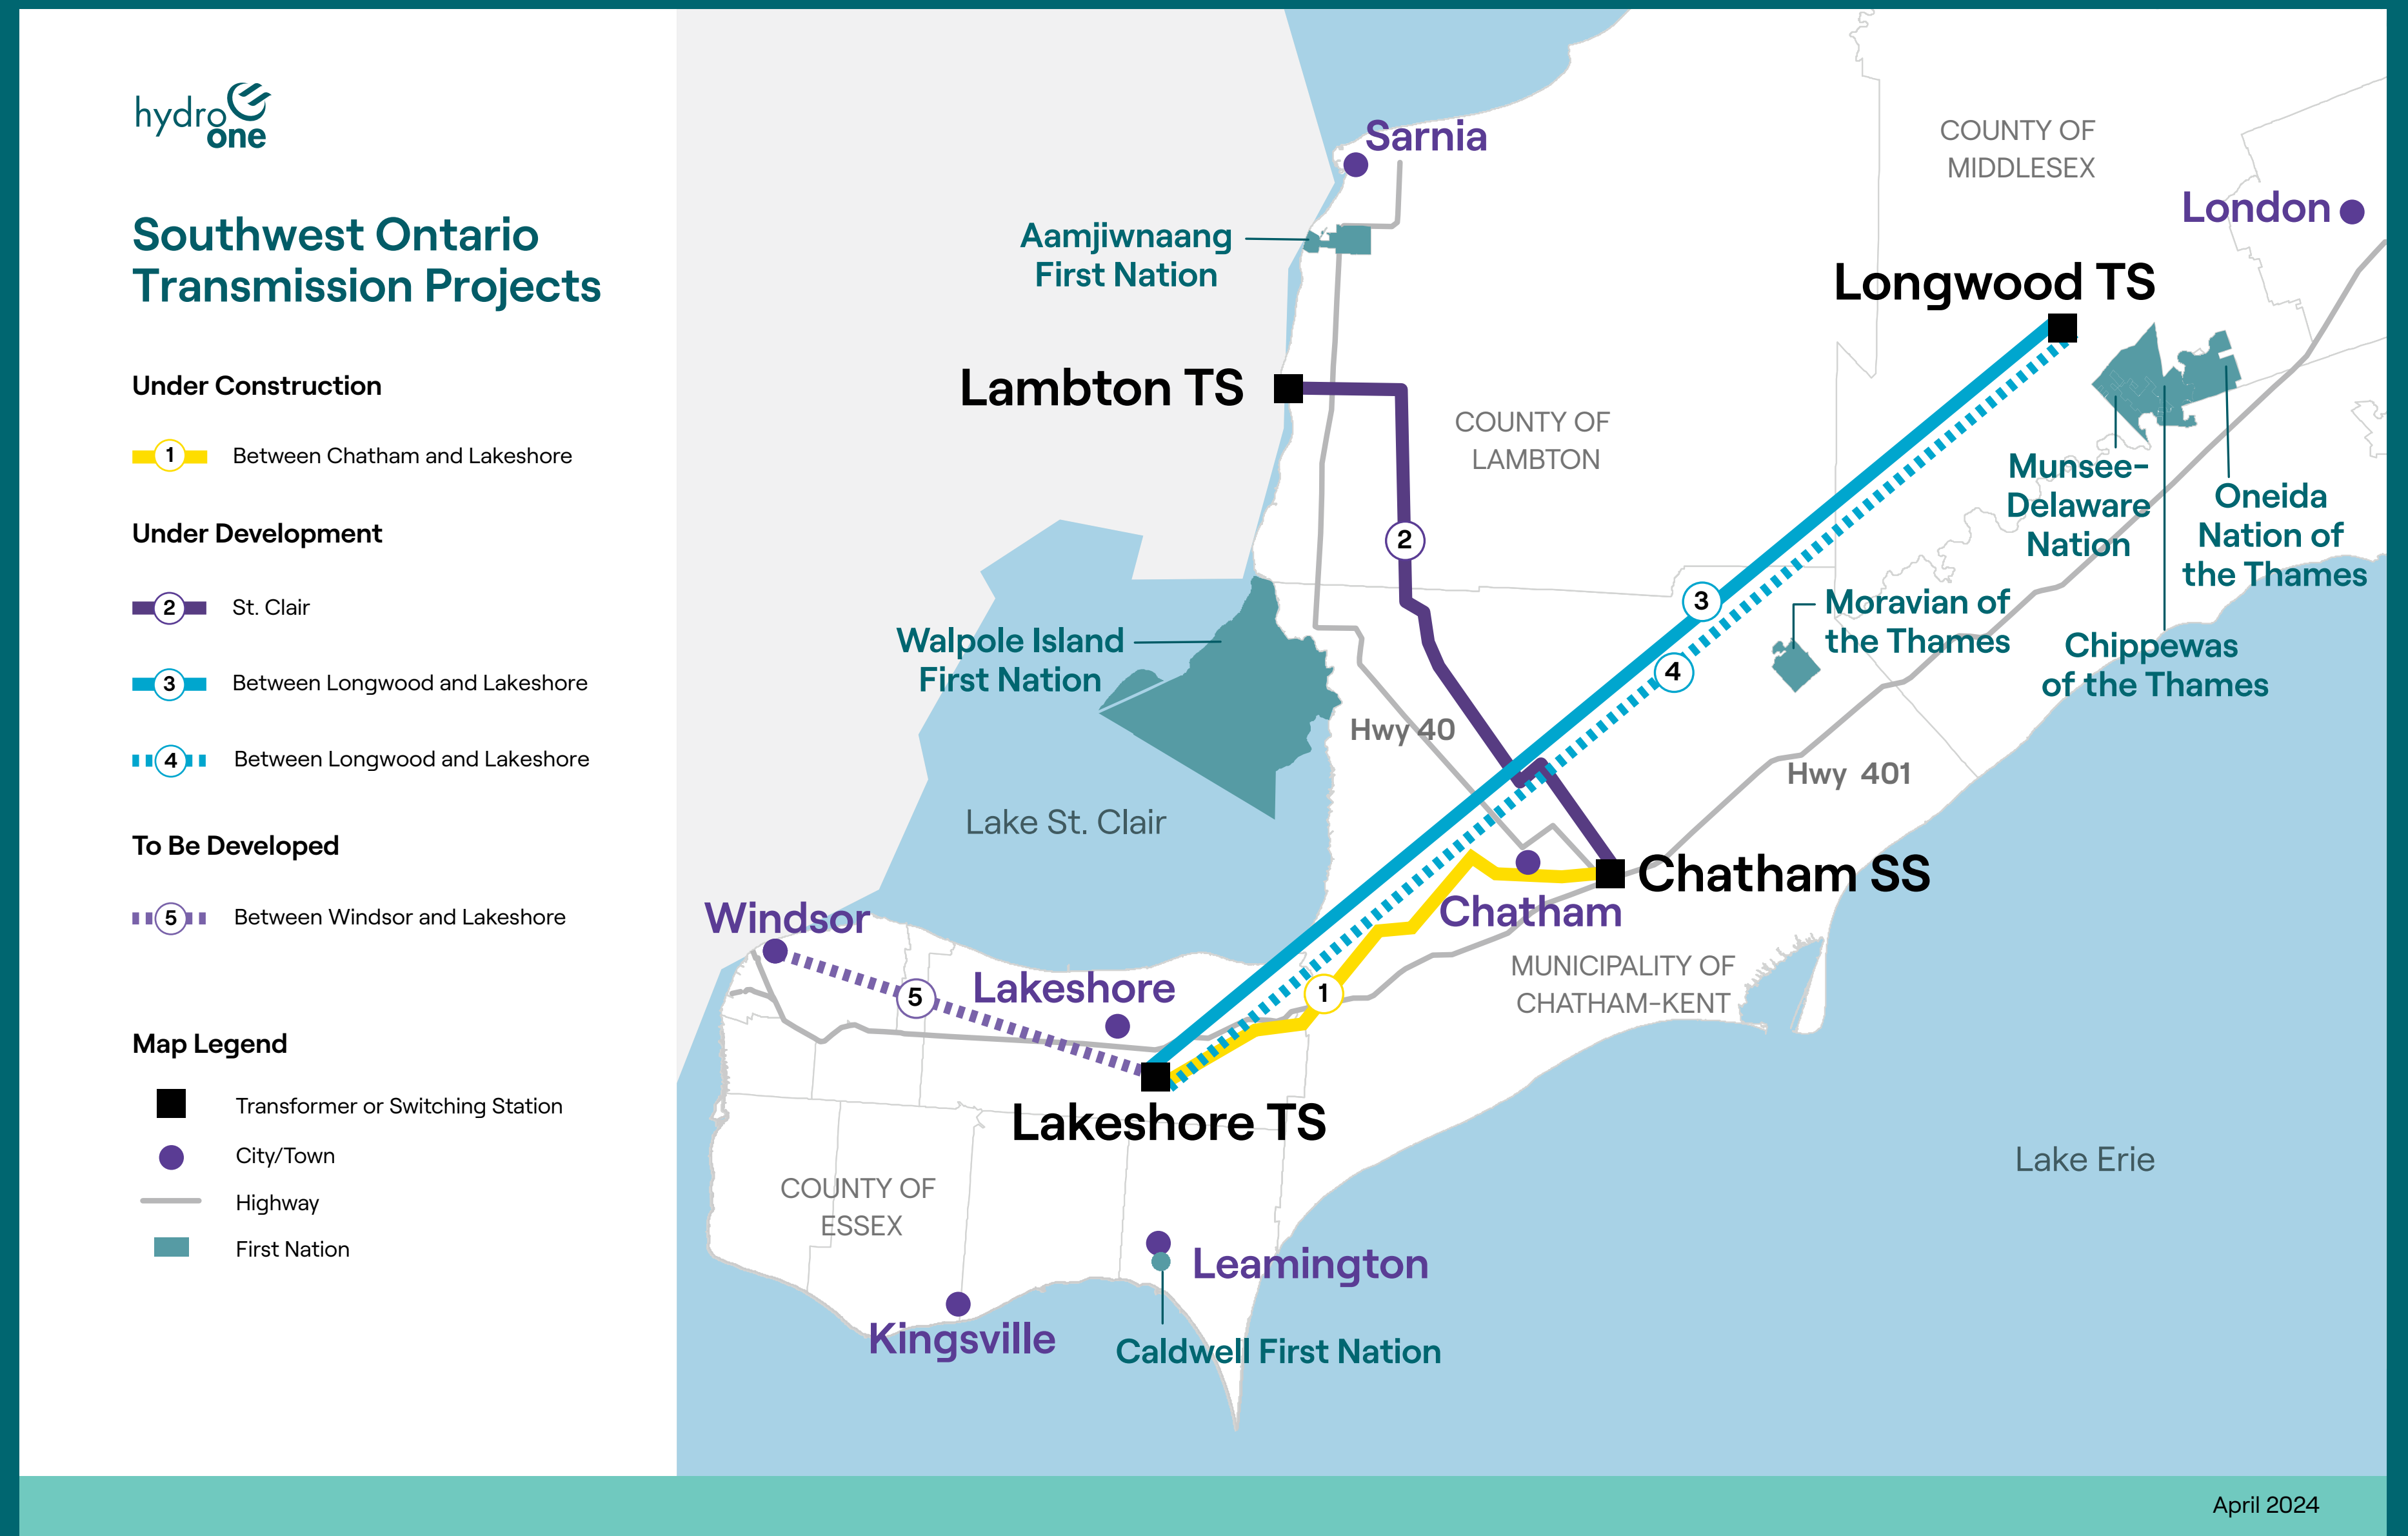 hydro
one
Southwest Ontario
Transmission Projects
Under Construction
1 Between Chatham and Lakeshore
Under Development
2 St. Clair
3 Between Longwood and Lakeshore
4 Between Longwood and Lakeshore
To Be Developed
5 Between Windsor and Lakeshore
Map Legend
Transformer or Switching Station
City/Town
Highway
First Nation
Sarnia
COUNTY OF
MIDDLESEX
London
Aamjiwnaang
First Nation
Longwood TS
Lambton TS
COUNTY OF
LAMBTON
2
Munsee-
Delaware
Nation
Oneida
Nation of
the Thames
3
Moravian of
the Thames
Chippewas
of the Thames
4
Walpole Island
First Nation
Hwy 40
Hwy 401
Lake St. Clair
Chatham SS
Chatham
Windsor
5
Lakeshore
1
MUNICIPALITY OF
CHATHAM-KENT
Lakeshore TS
Lake Erie
COUNTY OF
ESSEX
Leamington
Kingsville
Caldwell First Nation
April 2024